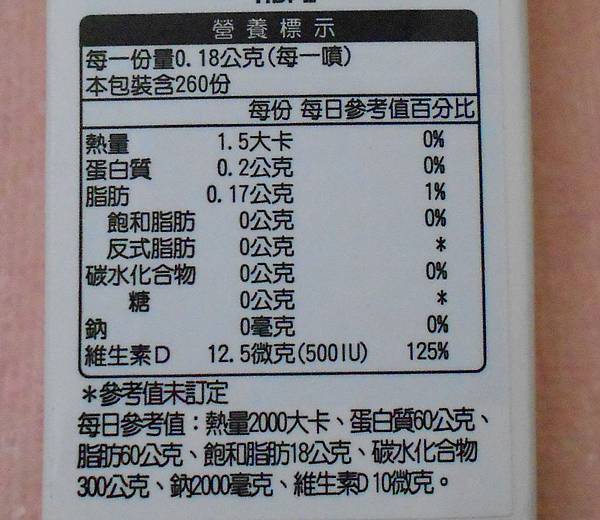 營養標示
每一份量0.18公克(每一噴)
本包裝含260份
每份 每日參考值百分比
熱量 1.5大卡 0%
蛋白質 0.2公克 0%
脂肪 0.17公克 1%
飽和脂肪 0公克 0%
反式脂肪 0公克 *
碳水化合物 0公克 0%
糖 0公克 *
鈉 0毫克 0%
維生素D 12.5微克(500IU) 125%
*參考值未訂定
每日參考值：熱量2000大卡、蛋白質60公克、
脂肪60公克、飽和脂肪18公克、碳水化合物
300公克、鈉2000毫克、維生素D10微克。